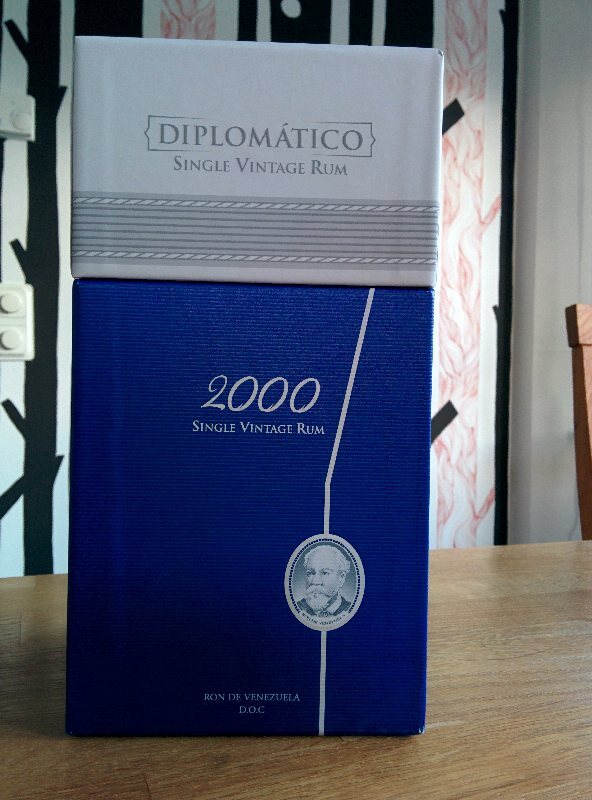 DIPLOMÁTICO
SINGLE VINTAGE RUM
2000
SINGLE VINTAGE RUM
RON DE VENEZUELA
D.O.C